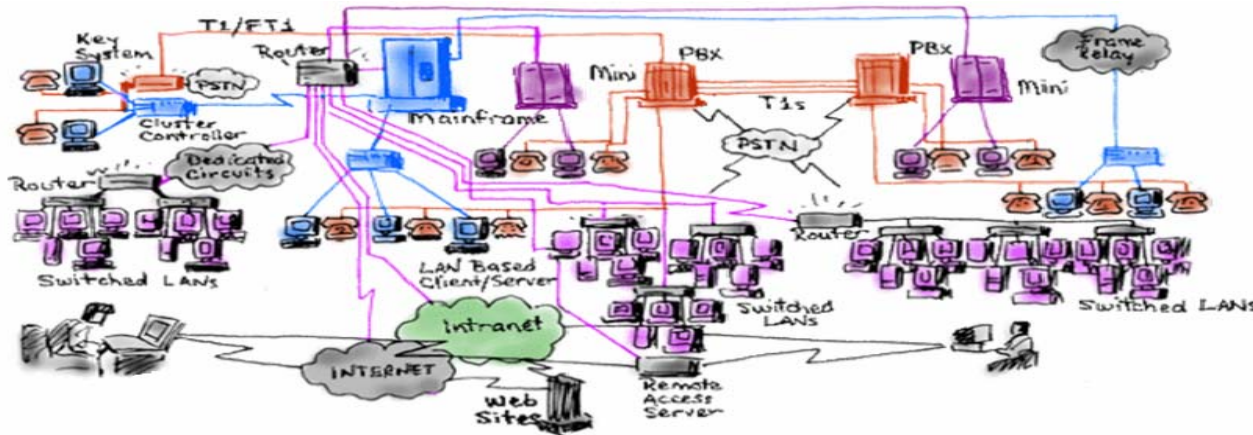 T1/FT1
Key
System
Router
PSTN
Cluster
Controller
Mainframe
Mini
PBX
PBX
Mini
Frame
Relay
T1s
PSTN
Dedicated
Circuits
Router
Switched LANs
LAN Based
Client/Server
Router
Switched
LANs
Switched LANs
Intranet
INTERNET
Web
Sites
Remote
Access
Server